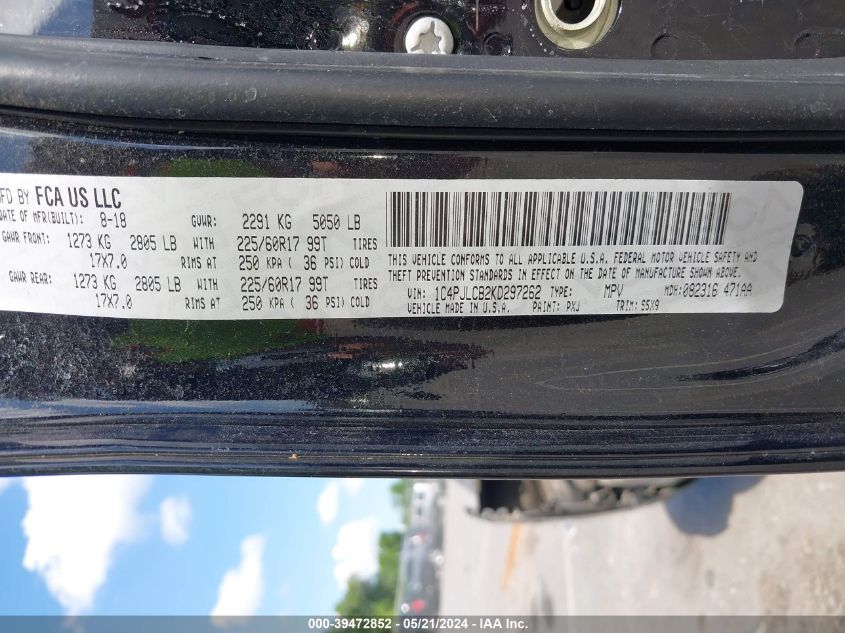 MFD BY FCA US LLC
DATE OF MFR(BUILT): 8-18 GVWR: 2291 KG 5050 LB
GAWR FRONT: 1273 KG 2805 LB WITH 225/60R17 99T TIRES
17X7.0 RIMS AT 250 KPA ( 36 PSI) COLD
GAWR REAR: 1273 KG 2805 LB WITH 225/60R17 99T TIRES
17X7.0 RIMS AT 250 KPA ( 36 PSI) COLD
THIS VEHICLE CONFORMS TO ALL APPLICABLE U.S.A. FEDERAL MOTOR VEHICLE SAFETY AND
THEFT PREVENTION STANDARDS IN EFFECT ON THE DATE OF MANUFACTURE SHOWN ABOVE.
VIN: 1C4PJLCB2KD297262 TYPE: MPV MDH: 082316 471AA
VEHICLE MADE IN U.S.A. PAINT: PXJ TRIM: S5X9
000-39472852 - 05/21/2024 - IAA Inc.